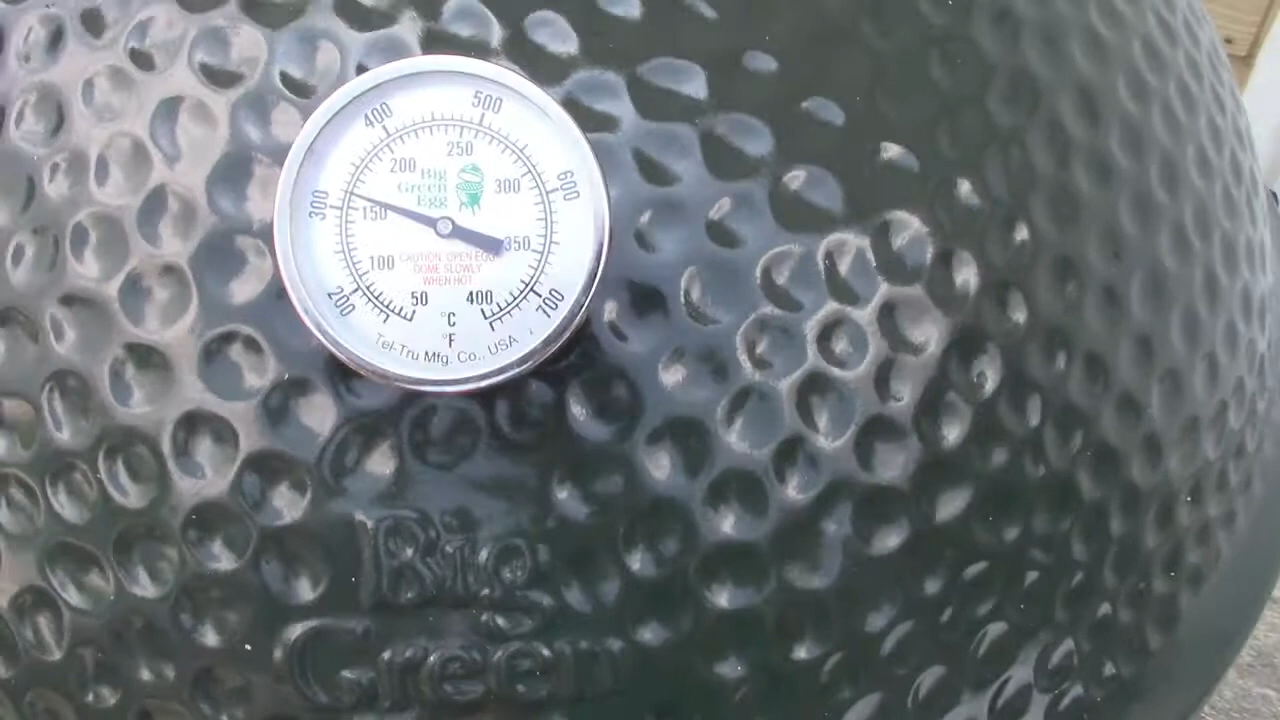 500
400
600
250
200
Big
Green
Egg
300
300
150
350
CAUTION: OPEN EGG
DOME SLOWLY
WHEN HOT
100
200
50
400
700
°C
°F
Tel-Tru Mfg. Co., USA
Big
Green